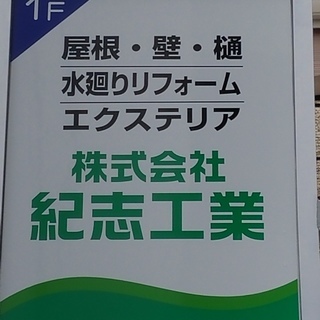 1F
屋根・壁・樋
水廻りリフォーム
エクステリア
株式会社
紀志工業